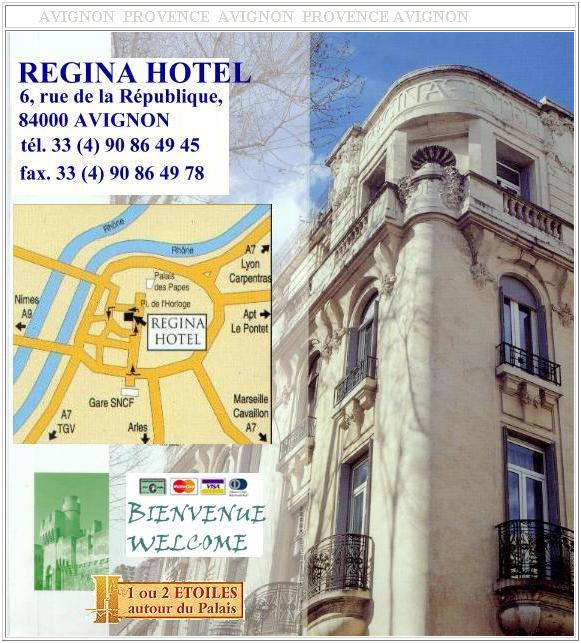 AVIGNON PROVENCE AVIGNON PROVENCE AVIGNON
REGINA HOTEL
6, rue de la République,
84000 AVIGNON
tél. 33 (4) 90 86 49 45
fax. 33 (4) 90 86 49 78
REGINA
Rhône
Rhône
A7
Lyon
Carpentras
Palais
des Papes
Nimes
A9
Pl. de l'Horloge
Apt
Le Pontet
REGINA
HOTEL
Gare SNCF
Marseille
Cavaillon
A7
A7
TGV
Arles
MasterCard
VISA
BIENVENUE
WELCOME
1 ou 2 ETOILES
autour du Palais